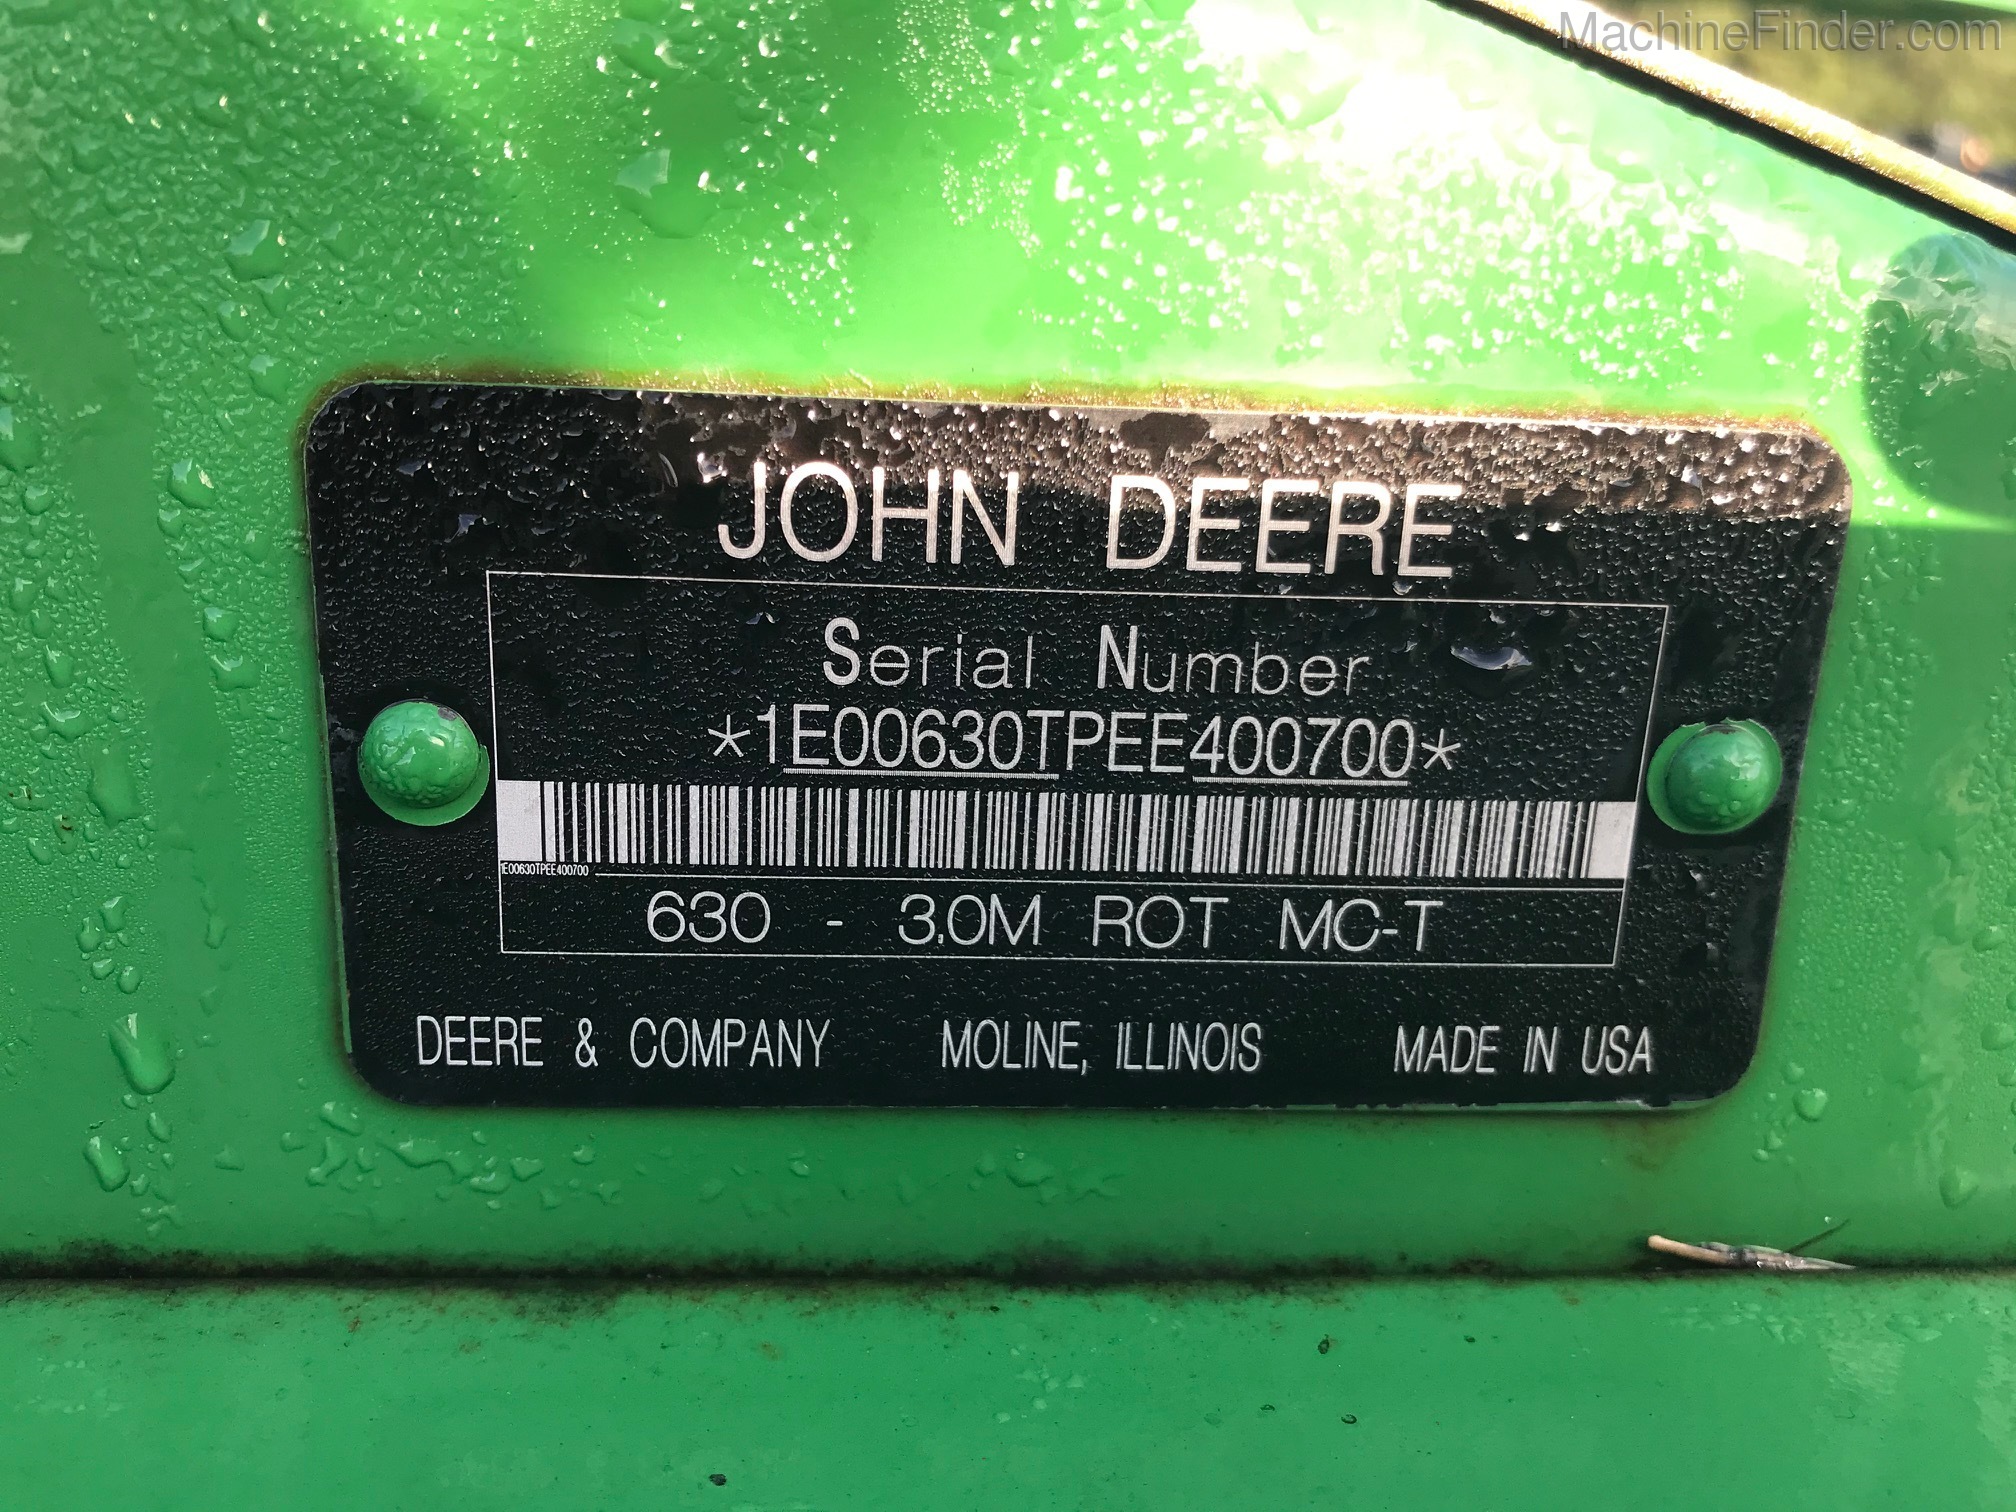 MachineFinder.com
JOHN DEERE
Serial Number
*1E00630TPEE400700*
1E00630TPEE400700
630 - 3.0M ROT MC-T
DEERE & COMPANY MOLINE, ILLINOIS MADE IN USA